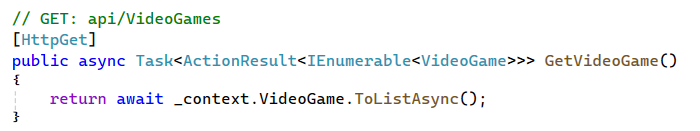 // GET: api/VideoGames
[HttpGet]
public async Task<ActionResult<IEnumerable<VideoGame>>> GetVideoGame()
{
    return await _context.VideoGame.ToListAsync();
}